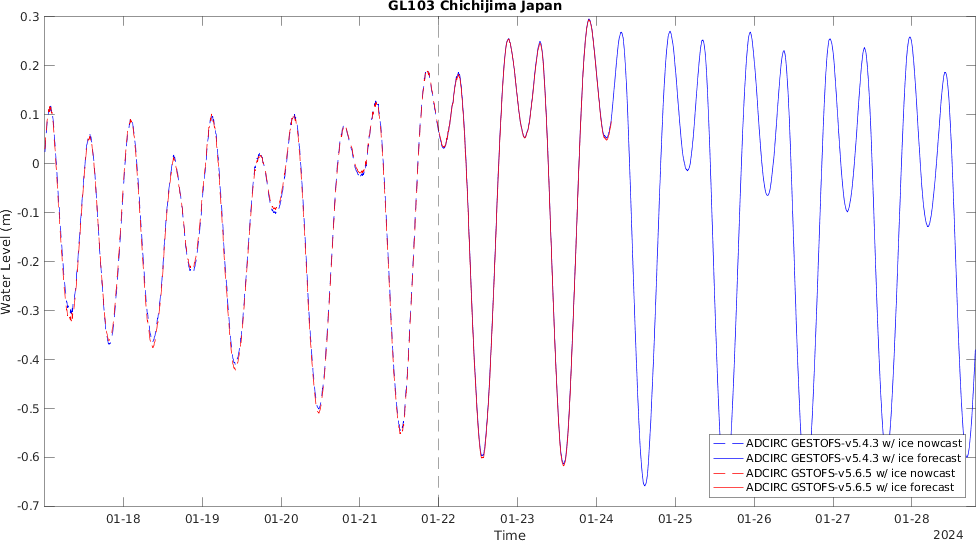 GL103 Chichijima Japan
0.3
0.2
0.1
0
-0.1
-0.2
-0.3
-0.4
-0.5
-0.6
-0.7
Water Level (m)
ADCIRC GESTOFS-v5.4.3 w/ ice nowcast
ADCIRC GESTOFS-v5.4.3 w/ ice forecast
ADCIRC GSTOFS-v5.6.5 w/ ice nowcast
ADCIRC GSTOFS-v5.6.5 w/ ice forecast
01-18 01-19 01-20 01-21 01-22 01-23 01-24 01-25 01-26 01-27 01-28
Time
2024